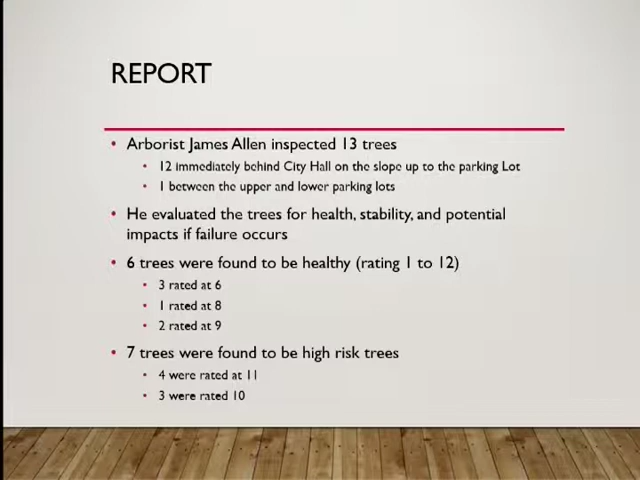 REPORT
• Arborist James Allen inspected 13 trees
• 12 immediately behind City Hall on the slope up to the parking Lot
• 1 between the upper and lower parking lots
• He evaluated the trees for health, stability, and potential
impacts if failure occurs
• 6 trees were found to be healthy (rating 1 to 12)
• 3 rated at 6
• 1 rated at 8
• 2 rated at 9
• 7 trees were found to be high risk trees
• 4 were rated at 11
• 3 were rated 10